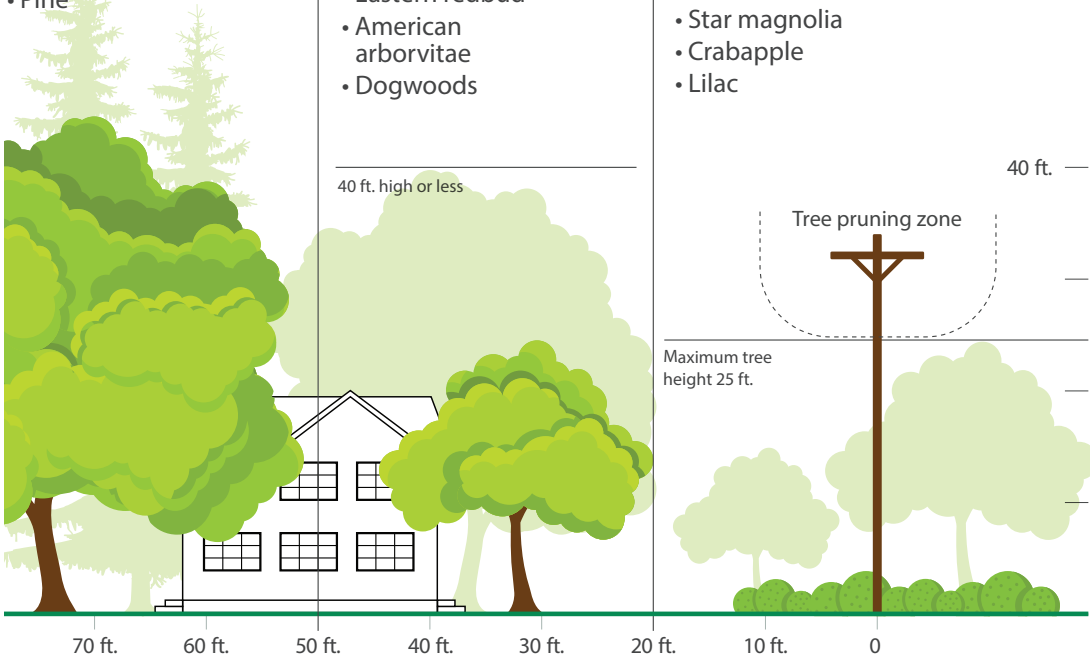 • Pine
Eastern redbud
• American
arborvitae
• Dogwoods
• Star magnolia
• Crabapple
• Lilac
40 ft. high or less
40 ft.
Tree pruning zone
Maximum tree
height 25 ft.
70 ft.
60 ft.
50 ft.
40 ft.
30 ft.
20 ft.
10 ft.
0